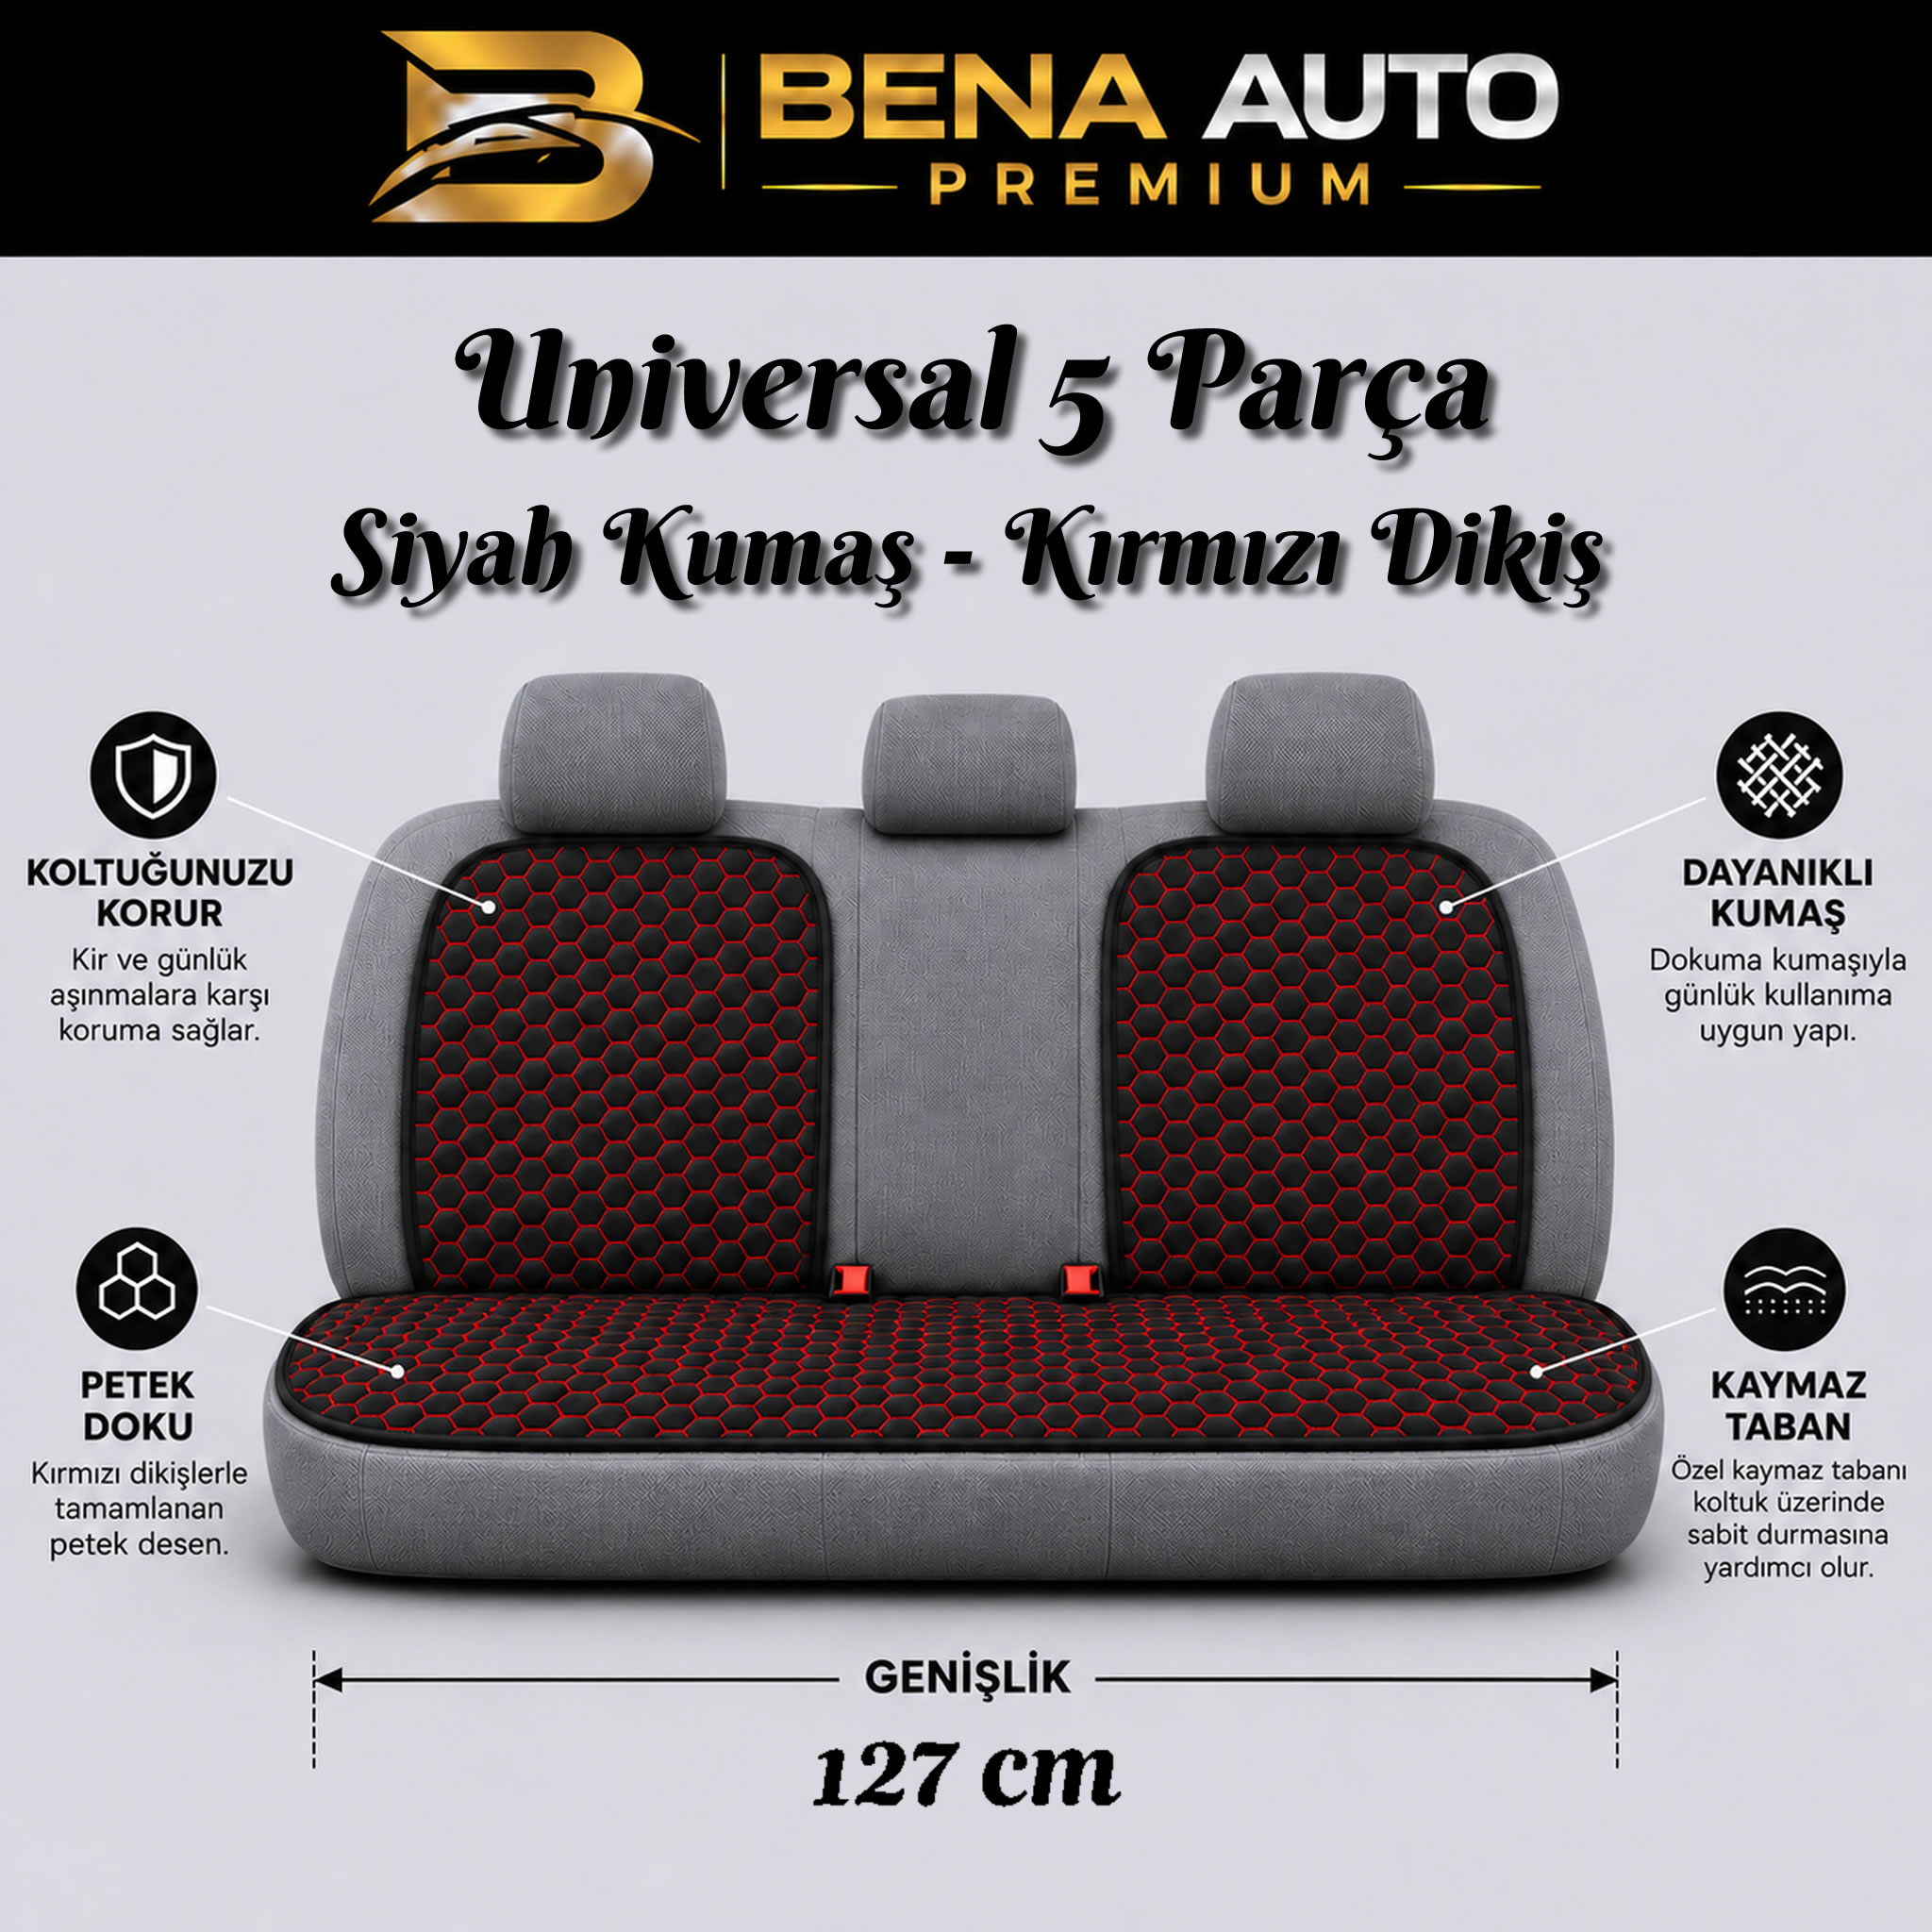 B
BENA AUTO
PREMIUM
Universal 5 Parça
Siyah Kumaş - Kırmızı Dikiş
KOLTUĞUNUZU
KORUR
Kir ve günlük
aşınmalara karşı
koruma sağlar.
DAYANIKLI
KUMAŞ
Dokuma kumaşıyla
günlük kullanıma
uygun yapı.
PETEK
DOKU
Kırmızı dikişlerle
tamamlanan
petek desen.
KAYMAZ
TABAN
Özel kaymaz tabanı
koltuk üzerinde
sabit durmasına
yardımcı olur.
GENİŞLİK
127 cm